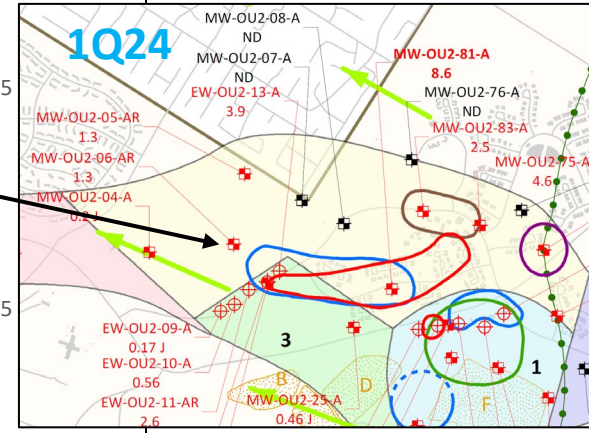 MW-OU2-08-A
ND
1Q24
MW-OU2-07-A
ND
MW-OU2-81-A
8.6
EW-OU2-13-A
3.9
MW-OU2-76-A
ND
5
MW-OU2-05-AR
1.3
MW-OU2-83-A
2.5
MW-OU2-06-AR
1.3
MW-OU2-75-A
4.6
MW-OU2-04-A
0.2 J
5
EW-OU2-09-A
0.17 J
3
1
EW-OU2-10-A
0.56
B
D
EW-OU2-11-AR
2.6
MW-OU2-25-A
0.46 J
F